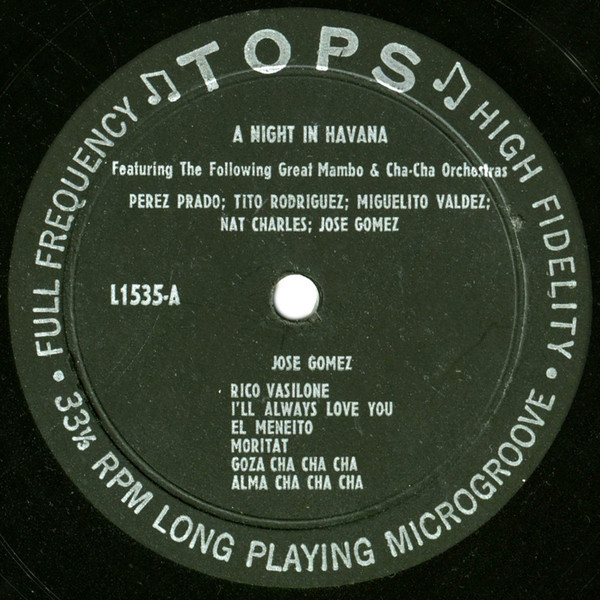 TOPS
FULL FREQUENCY
HIGH FIDELITY
A NIGHT IN HAVANA
Featuring The Following Great Mambo & Cha-Cha Orchestras
PEREZ PRADO; TITO RODRIGUEZ; MIGUELITO VALDEZ;
NAT CHARLES; JOSE GOMEZ
L1535-A
JOSE GOMEZ
RICO VASILONE
I'LL ALWAYS LOVE YOU
EL MENEITO
MORITAT
GOZA CHA CHA CHA
ALMA CHA CHA CHA
• 33⅓ RPM LONG PLAYING MICROGROOVE •